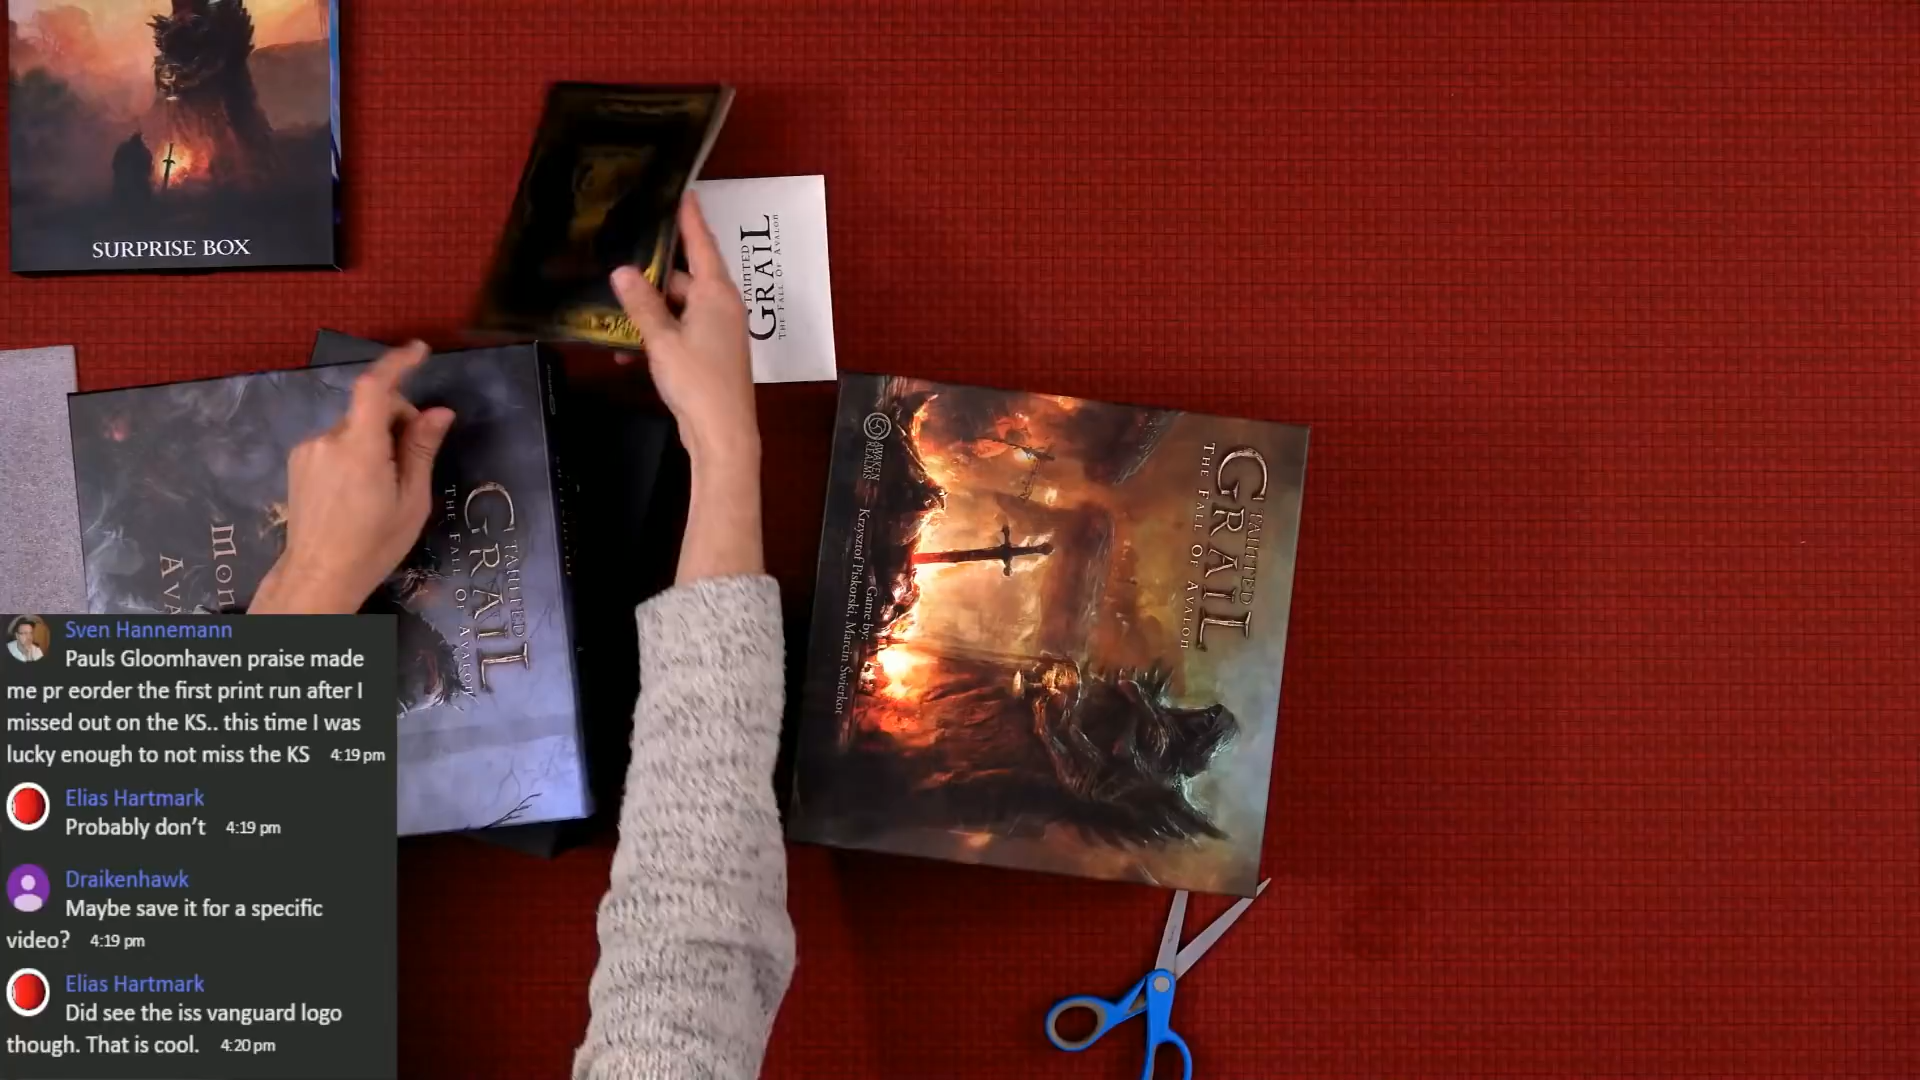 SURPRISE BOX
TAINTED
GRAIL
THE FALL OF AVALON
TAINTED
GRAIL
THE FALL OF AVALON
TAINTED
GRAIL
THE FALL OF AVALON
AWAKEN
REALMS
Game by:
Krzysztof Piskorski, Marcin Świerkot
Sven Hannemann
Pauls Gloomhaven praise made
me pr eorder the first print run after I
missed out on the KS.. this time I was
lucky enough to not miss the KS 4:19 pm
Elias Hartmark
Probably don't 4:19 pm
Draikenhawk
Maybe save it for a specific
video? 4:19 pm
Elias Hartmark
Did see the iss vanguard logo
though. That is cool. 4:20 pm